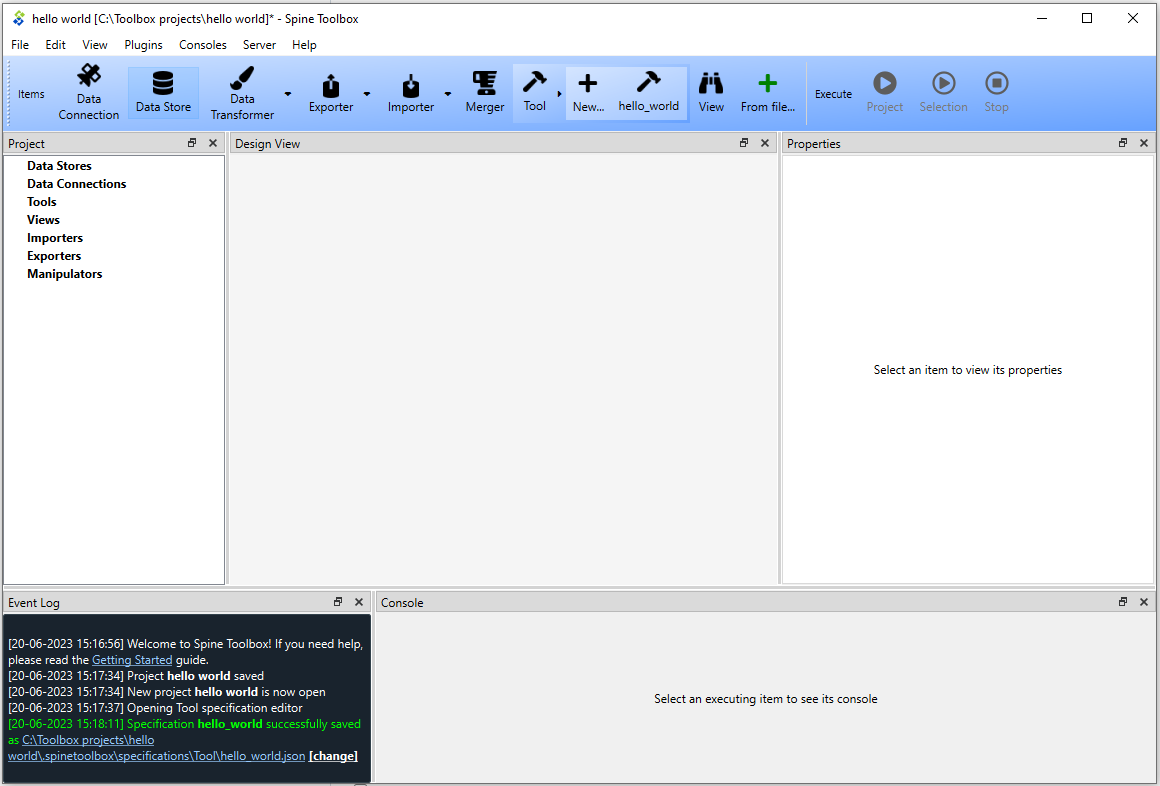 hello world [C:\Toolbox projects\hello world]* - Spine Toolbox
File Edit View Plugins Consoles Server Help
Items
Data
Connection
Data Store
Data
Transformer
Exporter
Importer
Merger
Tool
New...
hello_world
View
From file...
Execute
Project
Selection
Stop
Project
Data Stores
Data Connections
Tools
Views
Importers
Exporters
Manipulators
Design View
Properties
Select an item to view its properties
Event Log
[20-06-2023 15:16:56] Welcome to Spine Toolbox! If you need help,
please read the Getting Started guide.
[20-06-2023 15:17:34] Project hello world saved
[20-06-2023 15:17:34] New project hello world is now open
[20-06-2023 15:17:37] Opening Tool specification editor
[20-06-2023 15:18:11] Specification hello_world successfully saved
as C:\Toolbox projects\hello
world\.spinetoolbox\specifications\Tool\hello_world.json [change]
Console
Select an executing item to see its console